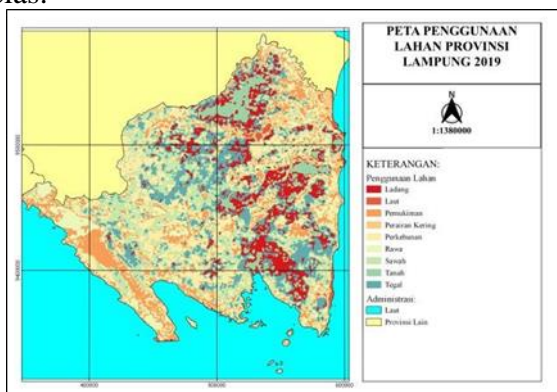 PETA PENGGUNAAN
LAHAN PROVINSI
LAMPUNG 2019
N
1:1380000
KETERANGAN:
Penggunaan Lahan
Ladang
Laut
Pemukiman
Perairan Kering
Perkebunan
Rawa
Sawah
Tanah
Tegal
Administrasi:
Laut
Provinsi Lain